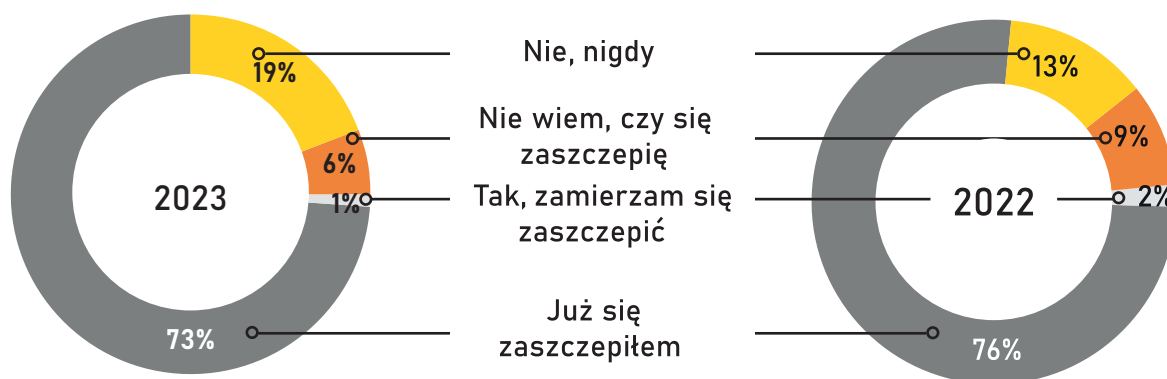 Nie, nigdy
19%
13%
Nie wiem, czy się
zaszczepię
6%
9%
2023
Tak, zamierzam się
zaszczepić
1%
2022
2%
Już się
zaszczepiłem
73%
76%